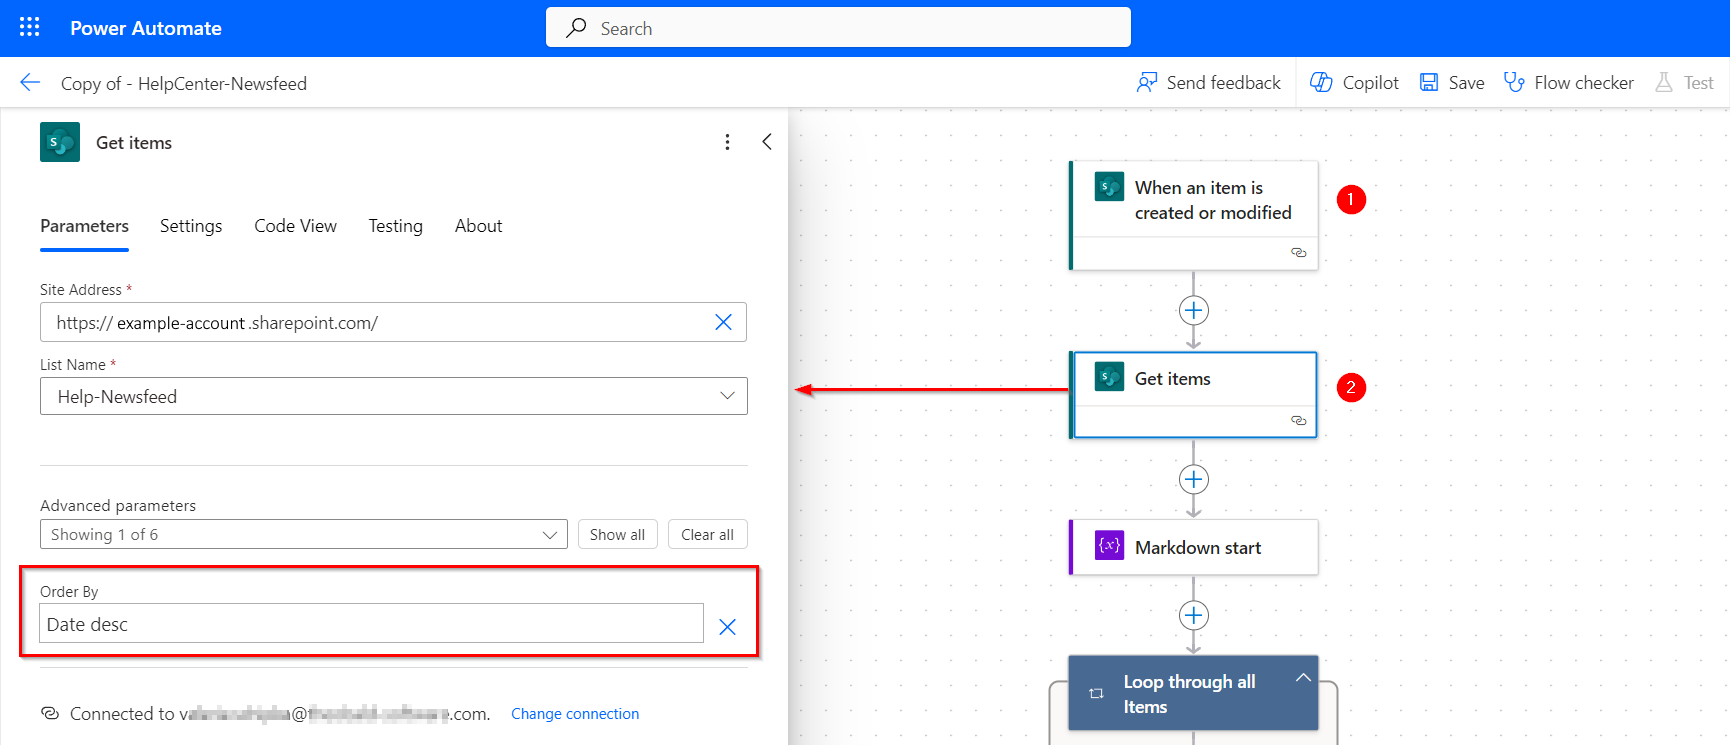 Power Automate
Search
Copy of - HelpCenter-Newsfeed
Send feedback
Copilot
Save
Flow checker
Test
Get items
Parameters
Settings
Code View
Testing
About
Site Address *
https:// example-account .sharepoint.com/
List Name *
Help-Newsfeed
Advanced parameters
Showing 1 of 6
Show all
Clear all
Order By
Date desc
Connected to
.com.
Change connection
When an item is
created or modified
1
Get items
2
{x}
Markdown start
Loop through all
Items